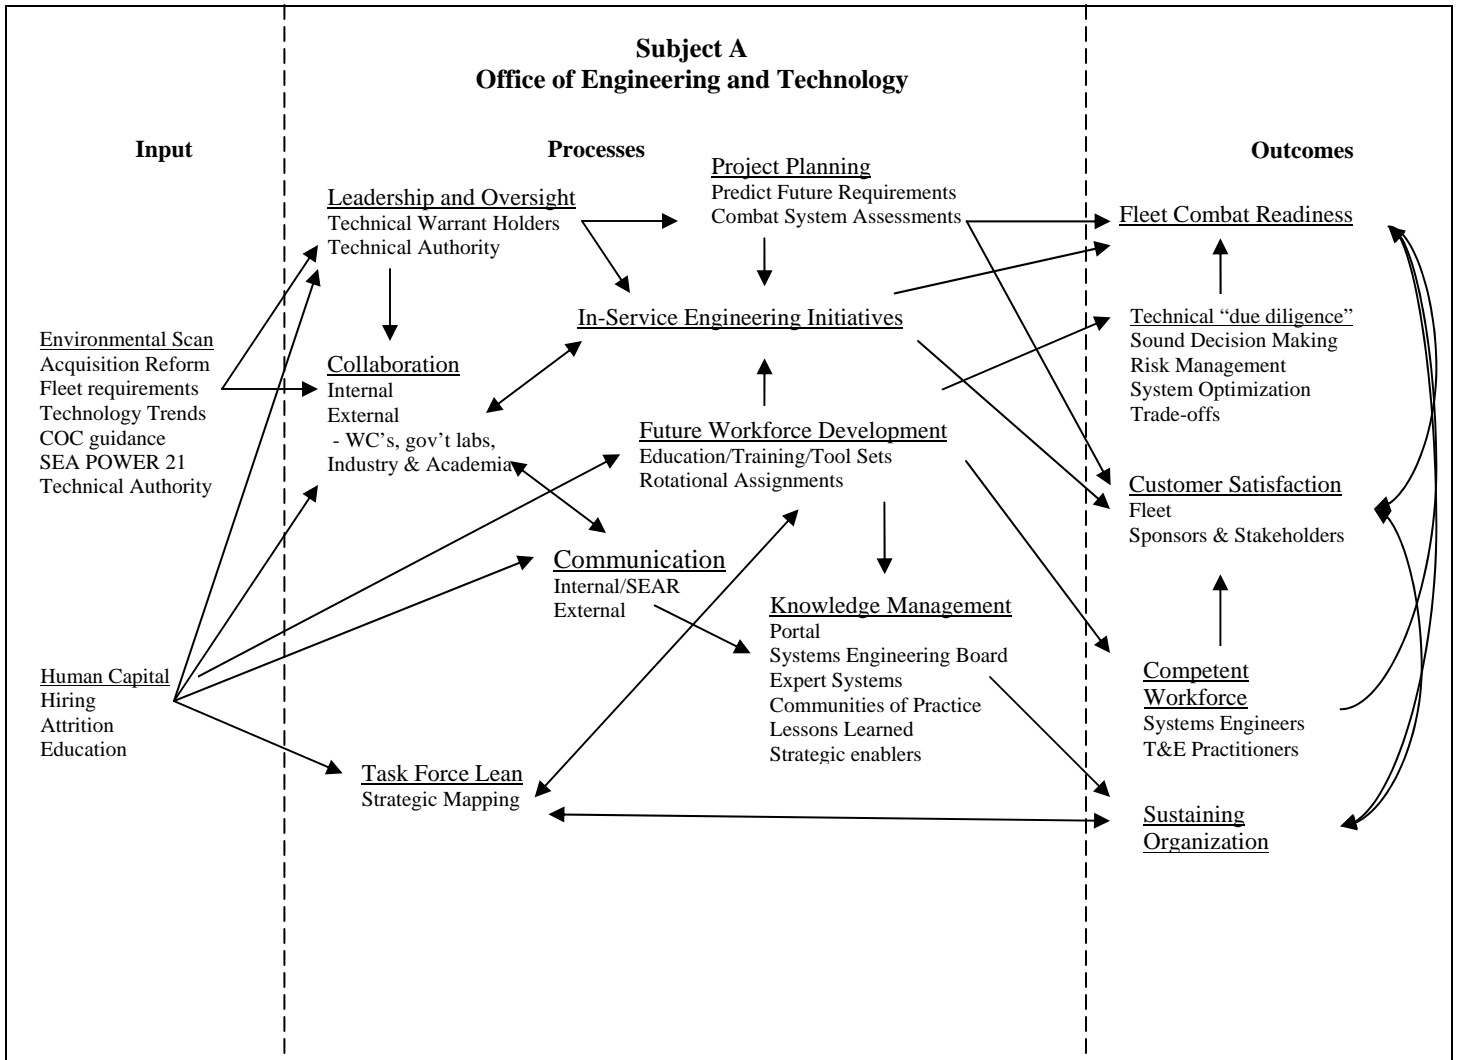 Subject A
Office of Engineering and Technology
Input
Processes
Outcomes
Project Planning
Predict Future Requirements
Combat System Assessments
Leadership and Oversight
Technical Warrant Holders
Technical Authority
Fleet Combat Readiness
In-Service Engineering Initiatives
Technical “due diligence”
Sound Decision Making
Risk Management
System Optimization
Trade-offs
Environmental Scan
Acquisition Reform
Fleet requirements
Technology Trends
COC guidance
SEA POWER 21
Technical Authority
Collaboration
Internal
External
- WC's, gov't labs,
Industry & Academia
Future Workforce Development
Education/Training/Tool Sets
Rotational Assignments
Customer Satisfaction
Fleet
Sponsors & Stakeholders
Communication
Internal/SEAR
External
Knowledge Management
Portal
Systems Engineering Board
Expert Systems
Communities of Practice
Lessons Learned
Strategic enablers
Human Capital
Hiring
Attrition
Education
Competent
Workforce
Systems Engineers
T&E Practitioners
Task Force Lean
Strategic Mapping
Sustaining
Organization